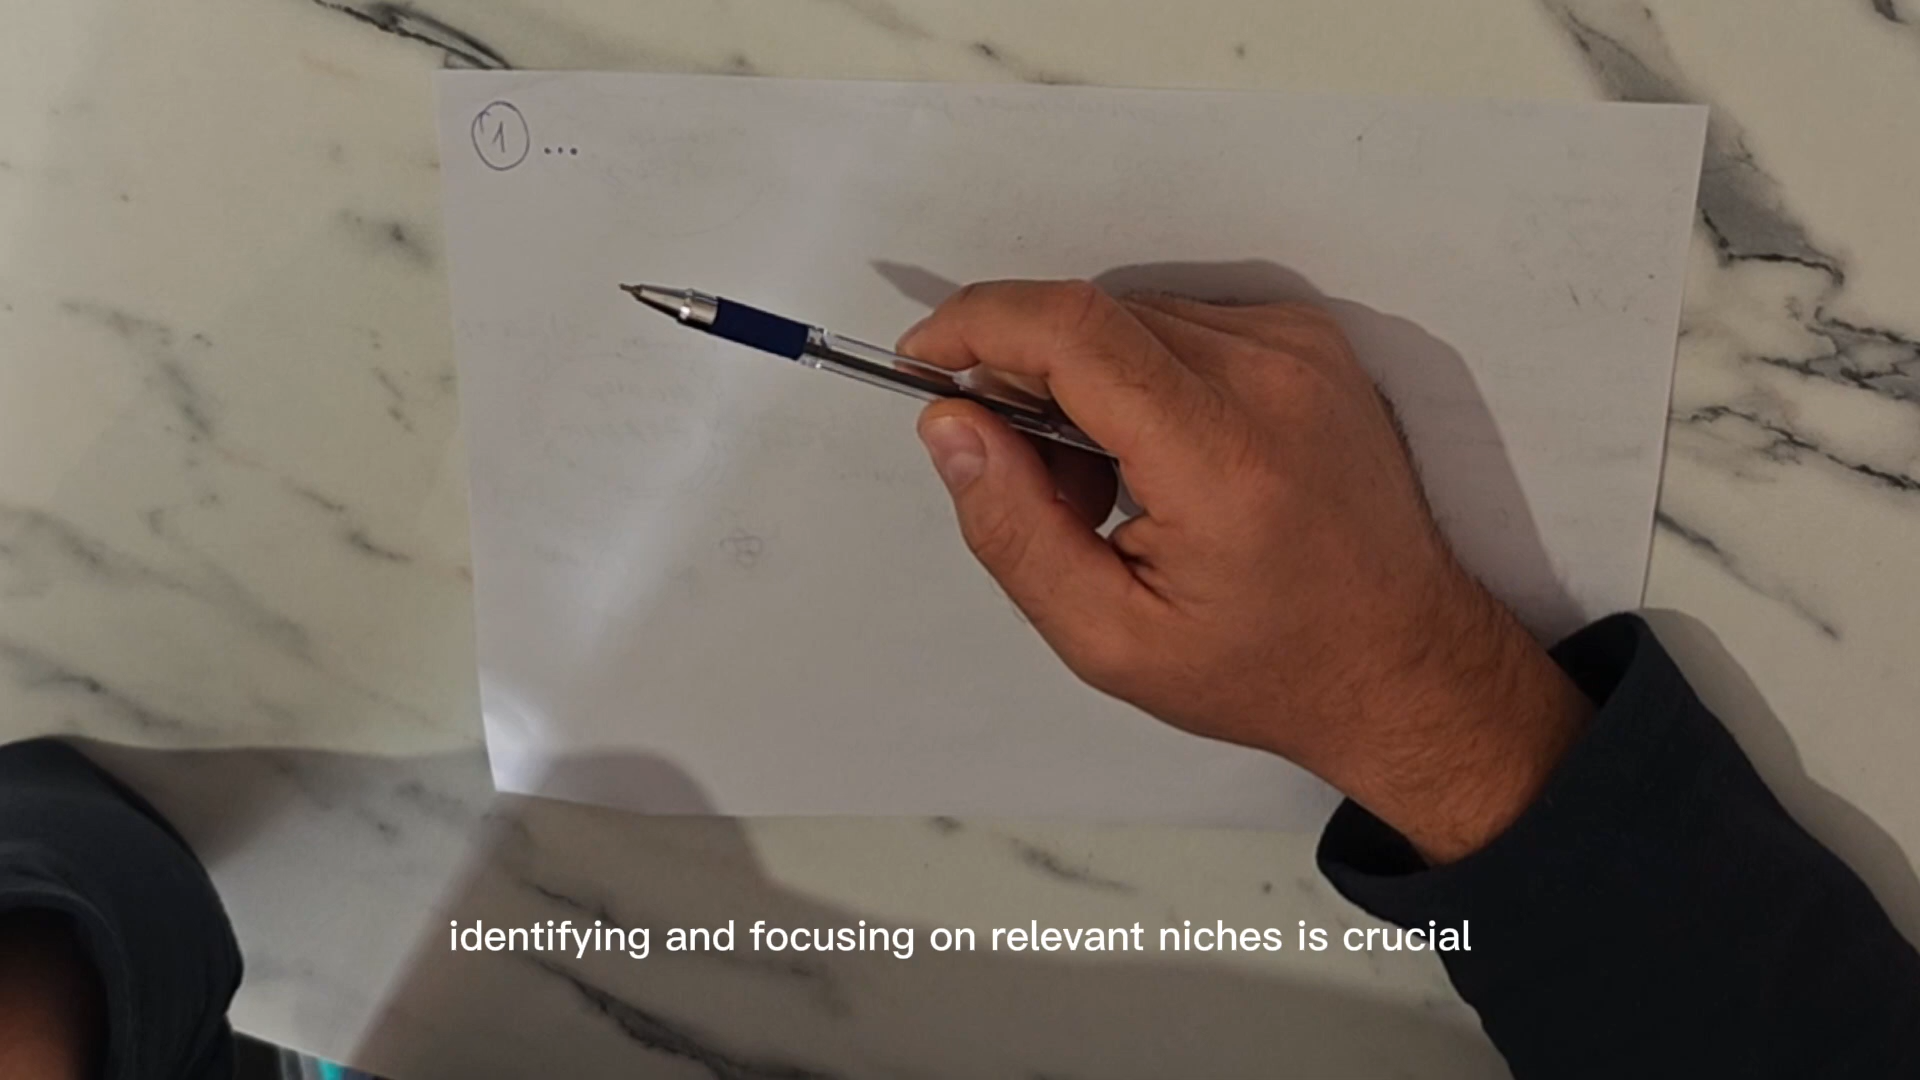 1 ...
identifying and focusing on relevant niches is crucial